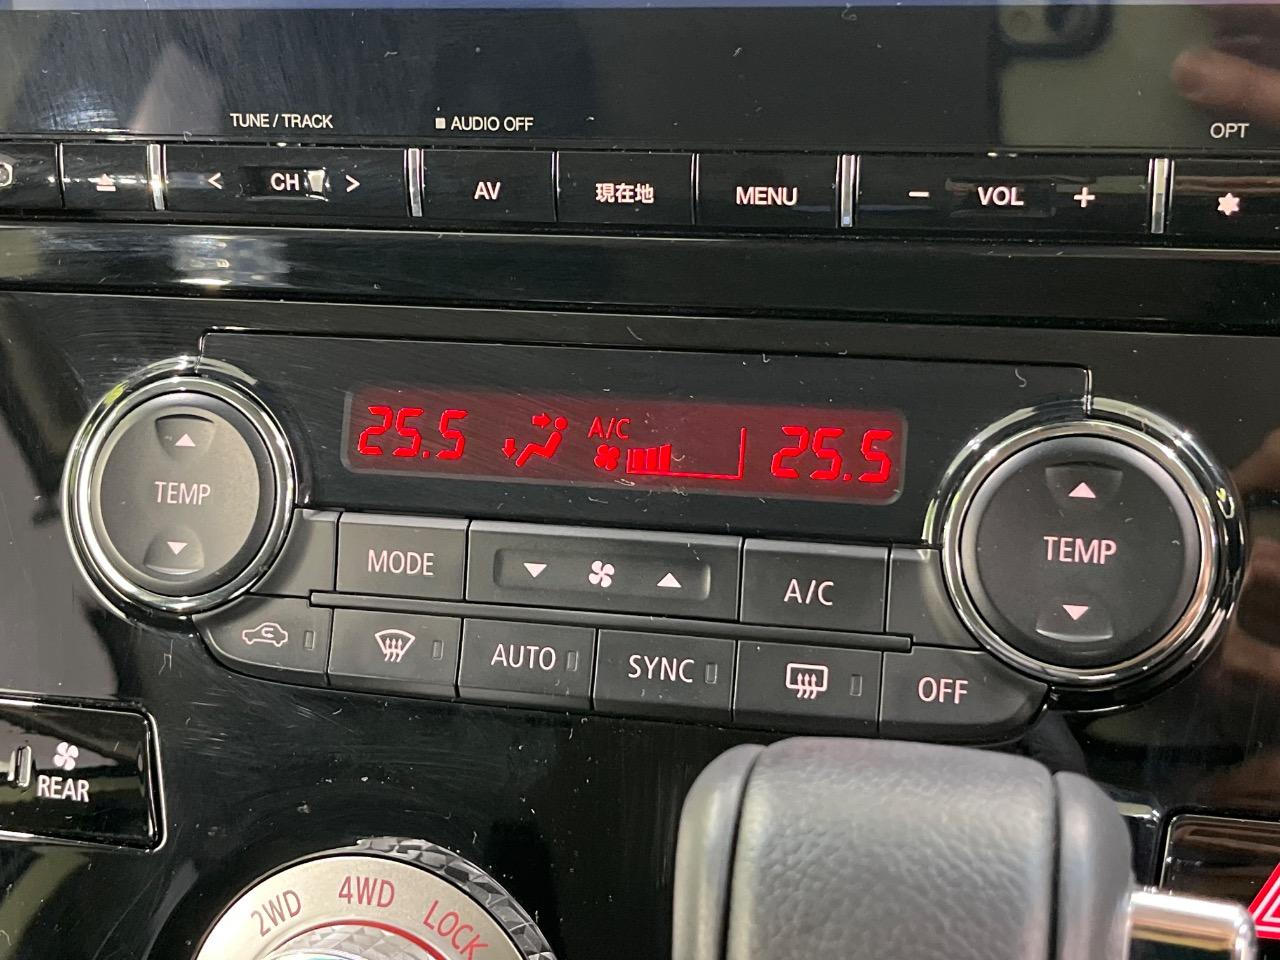 TUNE / TRACK
AUDIO OFF
OPT
< CH >
AV
現在地
MENU
− VOL +
25.5
A/C
25.5
TEMP
TEMP
MODE
A/C
AUTO
SYNC
OFF
REAR
2WD
4WD
LOCK